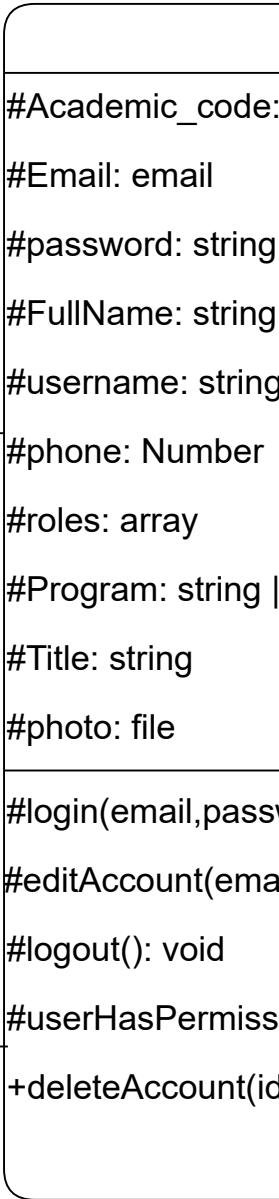 #Academic_code:
#Email: email
#password: string
#FullName: string
#username: string
#phone: Number
#roles: array
#Program: string |
#Title: string
#photo: file
#login(email,passw
#editAccount(emai
#logout(): void
#userHasPermiss
+deleteAccount(id